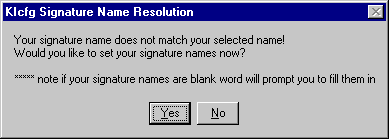 Klcfg Signature Name Resolution
Your signature name does not match your selected name!
Would you like to set your signature names now?
***** note if your signature names are blank word will prompt you to fill them in
Yes No